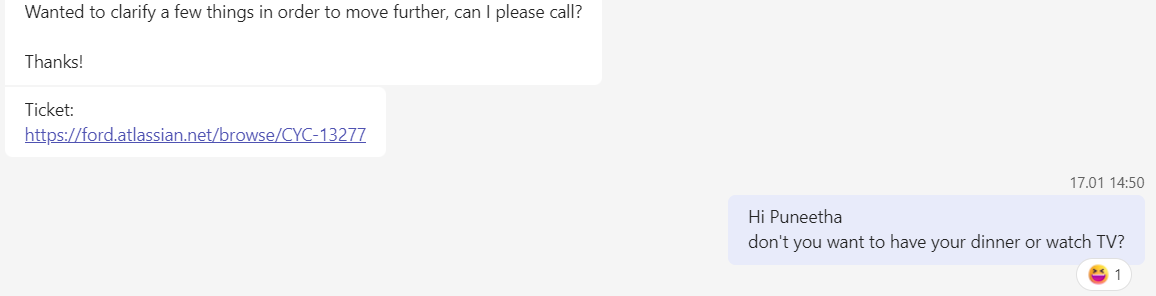 Wanted to clarify a few things in order to move further, can I please call?
Thanks!
Ticket:
https://ford.atlassian.net/browse/CYC-13277
17.01 14:50
Hi Puneetha
don't you want to have your dinner or watch TV?
1